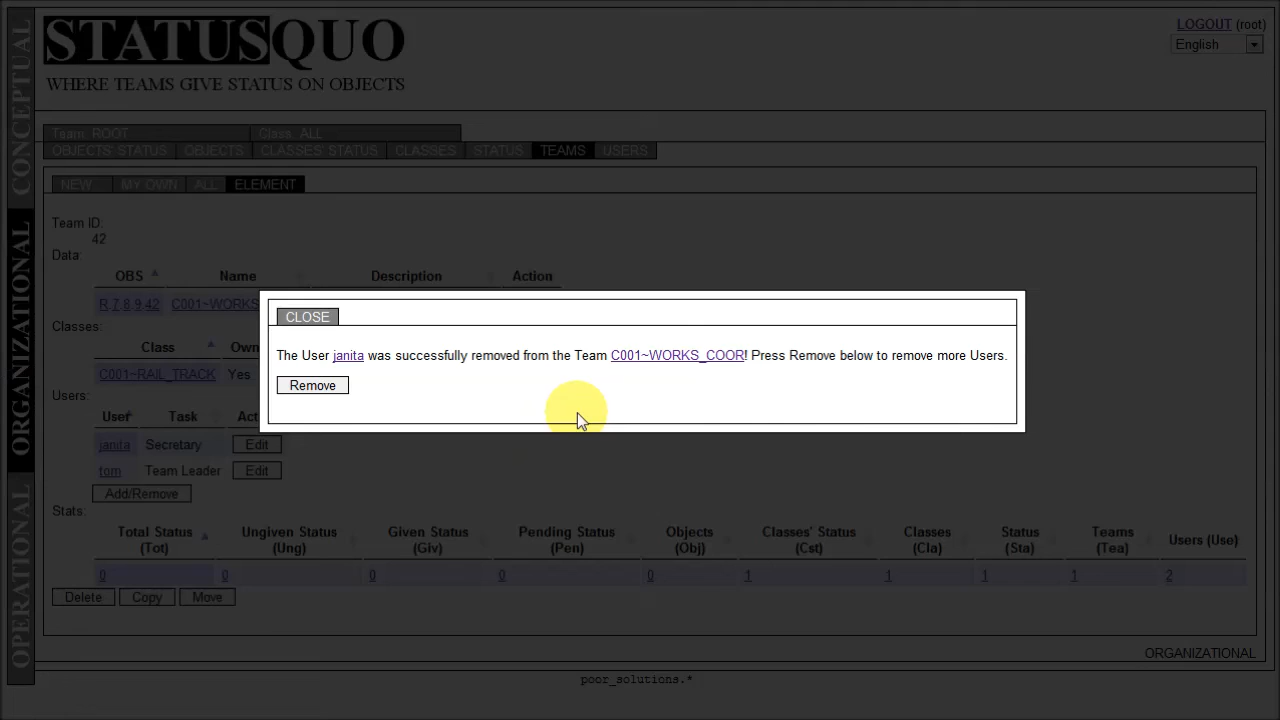 STATUSQUO
LOGOUT (root)
English
WHERE TEAMS GIVE STATUS ON OBJECTS
CONCEPTUAL
ORGANIZATIONAL
OPERATIONAL
Team: ROOT Class: ALL
OBJECTS' STATUS OBJECTS CLASSES' STATUS CLASSES STATUS TEAMS USERS
NEW MY OWN ALL ELEMENT
Team ID:
42
Data:
OBS Name Description Action
R,7,8,9,42 C001~WORKS
Classes:
Class Own
C001~RAIL_TRACK Yes
Users:
User Task Act
janita Secretary Edit
tom Team Leader Edit
Add/Remove
CLOSE
The User janita was successfully removed from the Team C001~WORKS_COOR! Press Remove below to remove more Users.
Remove
Stats:
Total Status (Tot) Ungiven Status (Ung) Given Status (Giv) Pending Status (Pen) Objects (Obj) Classes' Status (Cst) Classes (Cla) Status (Sta) Teams (Tea) Users (Use)
0 0 0 0 0 1 1 1 1 2
Delete Copy Move
ORGANIZATIONAL
poor_solutions.*